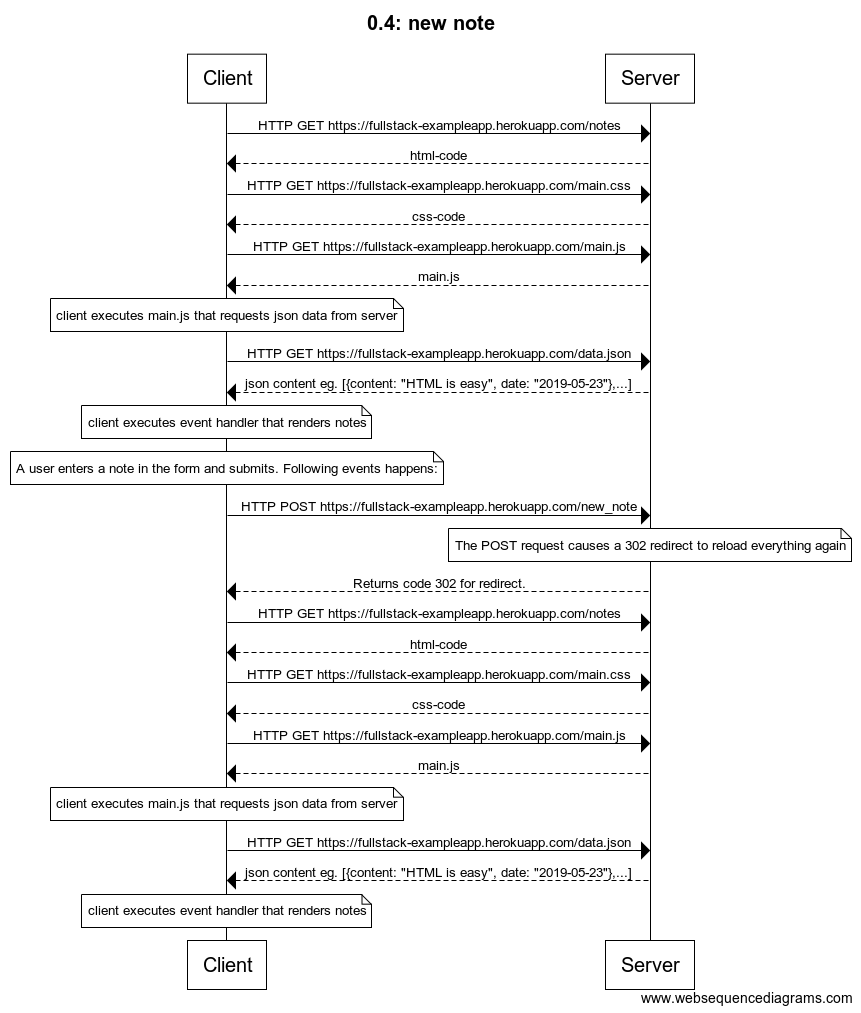 0.4: new note
Client
Server
HTTP GET https://fullstack-exampleapp.herokuapp.com/notes
html-code
HTTP GET https://fullstack-exampleapp.herokuapp.com/main.css
css-code
HTTP GET https://fullstack-exampleapp.herokuapp.com/main.js
main.js
client executes main.js that requests json data from server
HTTP GET https://fullstack-exampleapp.herokuapp.com/data.json
json content eg. [{content: "HTML is easy", date: "2019-05-23"},...]
client executes event handler that renders notes
A user enters a note in the form and submits. Following events happens:
HTTP POST https://fullstack-exampleapp.herokuapp.com/new_note
The POST request causes a 302 redirect to reload everything again
Returns code 302 for redirect.
HTTP GET https://fullstack-exampleapp.herokuapp.com/notes
html-code
HTTP GET https://fullstack-exampleapp.herokuapp.com/main.css
css-code
HTTP GET https://fullstack-exampleapp.herokuapp.com/main.js
main.js
client executes main.js that requests json data from server
HTTP GET https://fullstack-exampleapp.herokuapp.com/data.json
json content eg. [{content: "HTML is easy", date: "2019-05-23"},...]
client executes event handler that renders notes
Client
Server
www.websequencediagrams.com